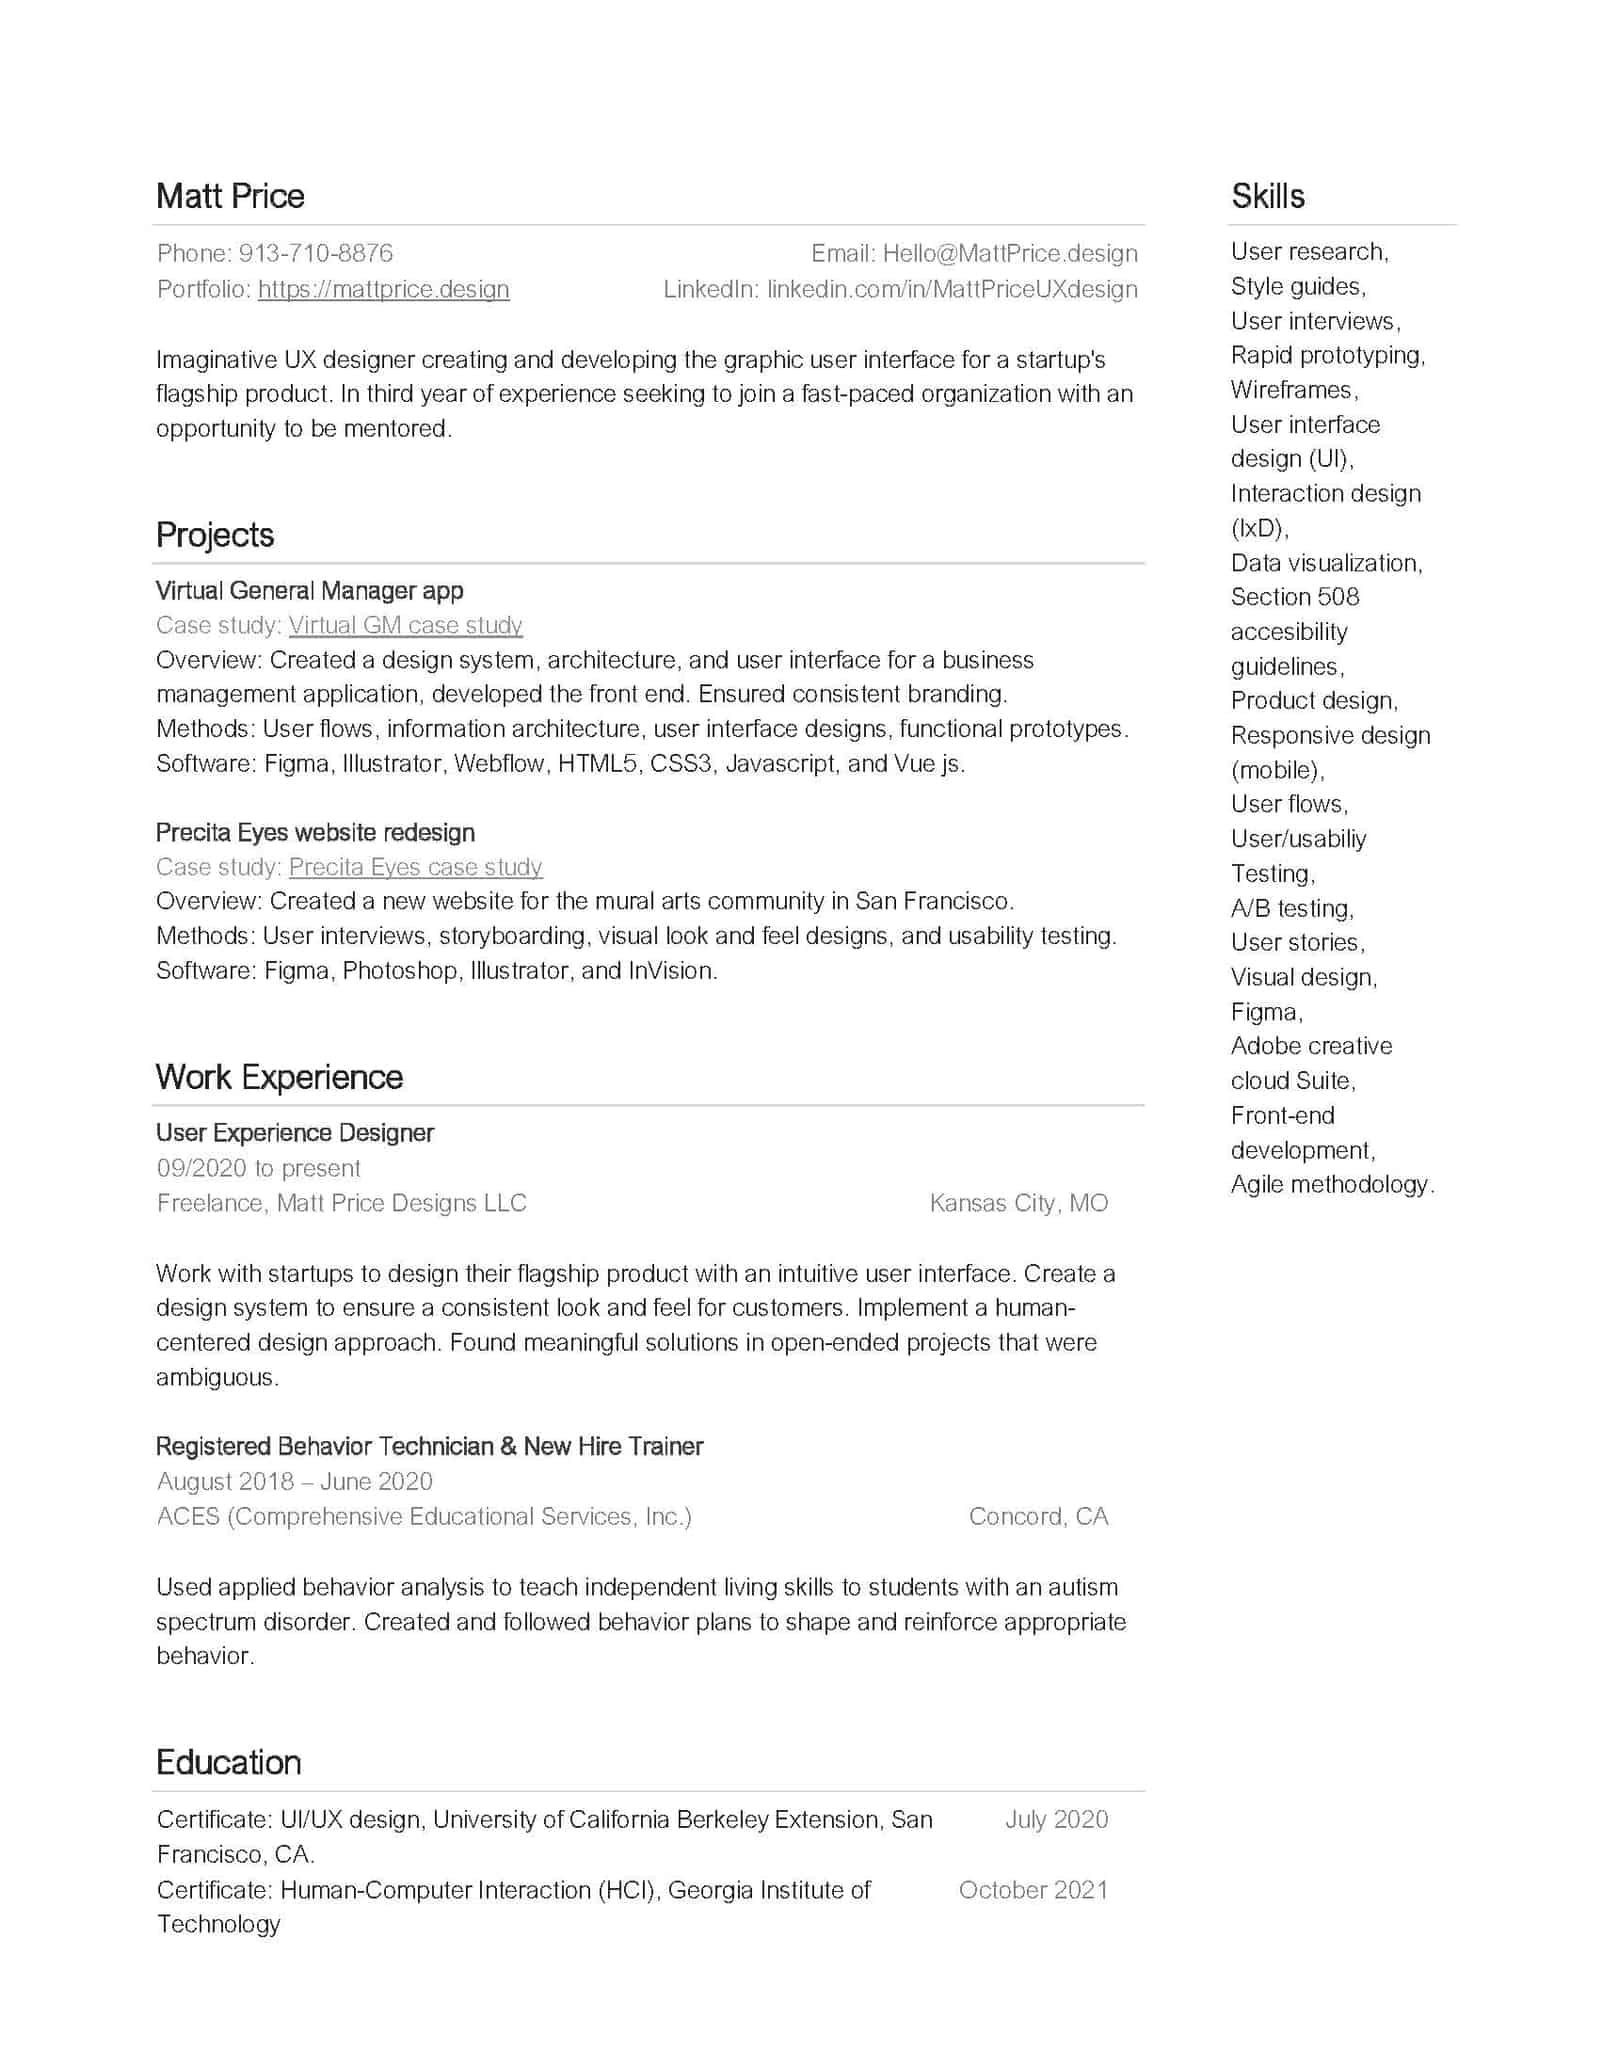 Matt Price
Phone: 913-710-8876 Email: Hello@MattPrice.design
Portfolio: https://mattprice.design LinkedIn: linkedin.com/in/MattPriceUXdesign
Imaginative UX designer creating and developing the graphic user interface for a startup's
flagship product. In third year of experience seeking to join a fast-paced organization with an
opportunity to be mentored.
Projects
Virtual General Manager app
Case study: Virtual GM case study
Overview: Created a design system, architecture, and user interface for a business
management application, developed the front end. Ensured consistent branding.
Methods: User flows, information architecture, user interface designs, functional prototypes.
Software: Figma, Illustrator, Webflow, HTML5, CSS3, Javascript, and Vue js.
Precita Eyes website redesign
Case study: Precita Eyes case study
Overview: Created a new website for the mural arts community in San Francisco.
Methods: User interviews, storyboarding, visual look and feel designs, and usability testing.
Software: Figma, Photoshop, Illustrator, and InVision.
Work Experience
User Experience Designer
09/2020 to present
Freelance, Matt Price Designs LLC Kansas City, MO
Work with startups to design their flagship product with an intuitive user interface. Create a
design system to ensure a consistent look and feel for customers. Implement a human-
centered design approach. Found meaningful solutions in open-ended projects that were
ambiguous.
Registered Behavior Technician & New Hire Trainer
August 2018 – June 2020
ACES (Comprehensive Educational Services, Inc.) Concord, CA
Used applied behavior analysis to teach independent living skills to students with an autism
spectrum disorder. Created and followed behavior plans to shape and reinforce appropriate
behavior.
Education
Certificate: UI/UX design, University of California Berkeley Extension, San July 2020
Francisco, CA.
Certificate: Human-Computer Interaction (HCI), Georgia Institute of October 2021
Technology
Skills
User research,
Style guides,
User interviews,
Rapid prototyping,
Wireframes,
User interface
design (UI),
Interaction design
(IxD),
Data visualization,
Section 508
accesibility
guidelines,
Product design,
Responsive design
(mobile),
User flows,
User/usabiliy
Testing,
A/B testing,
User stories,
Visual design,
Figma,
Adobe creative
cloud Suite,
Front-end
development,
Agile methodology.